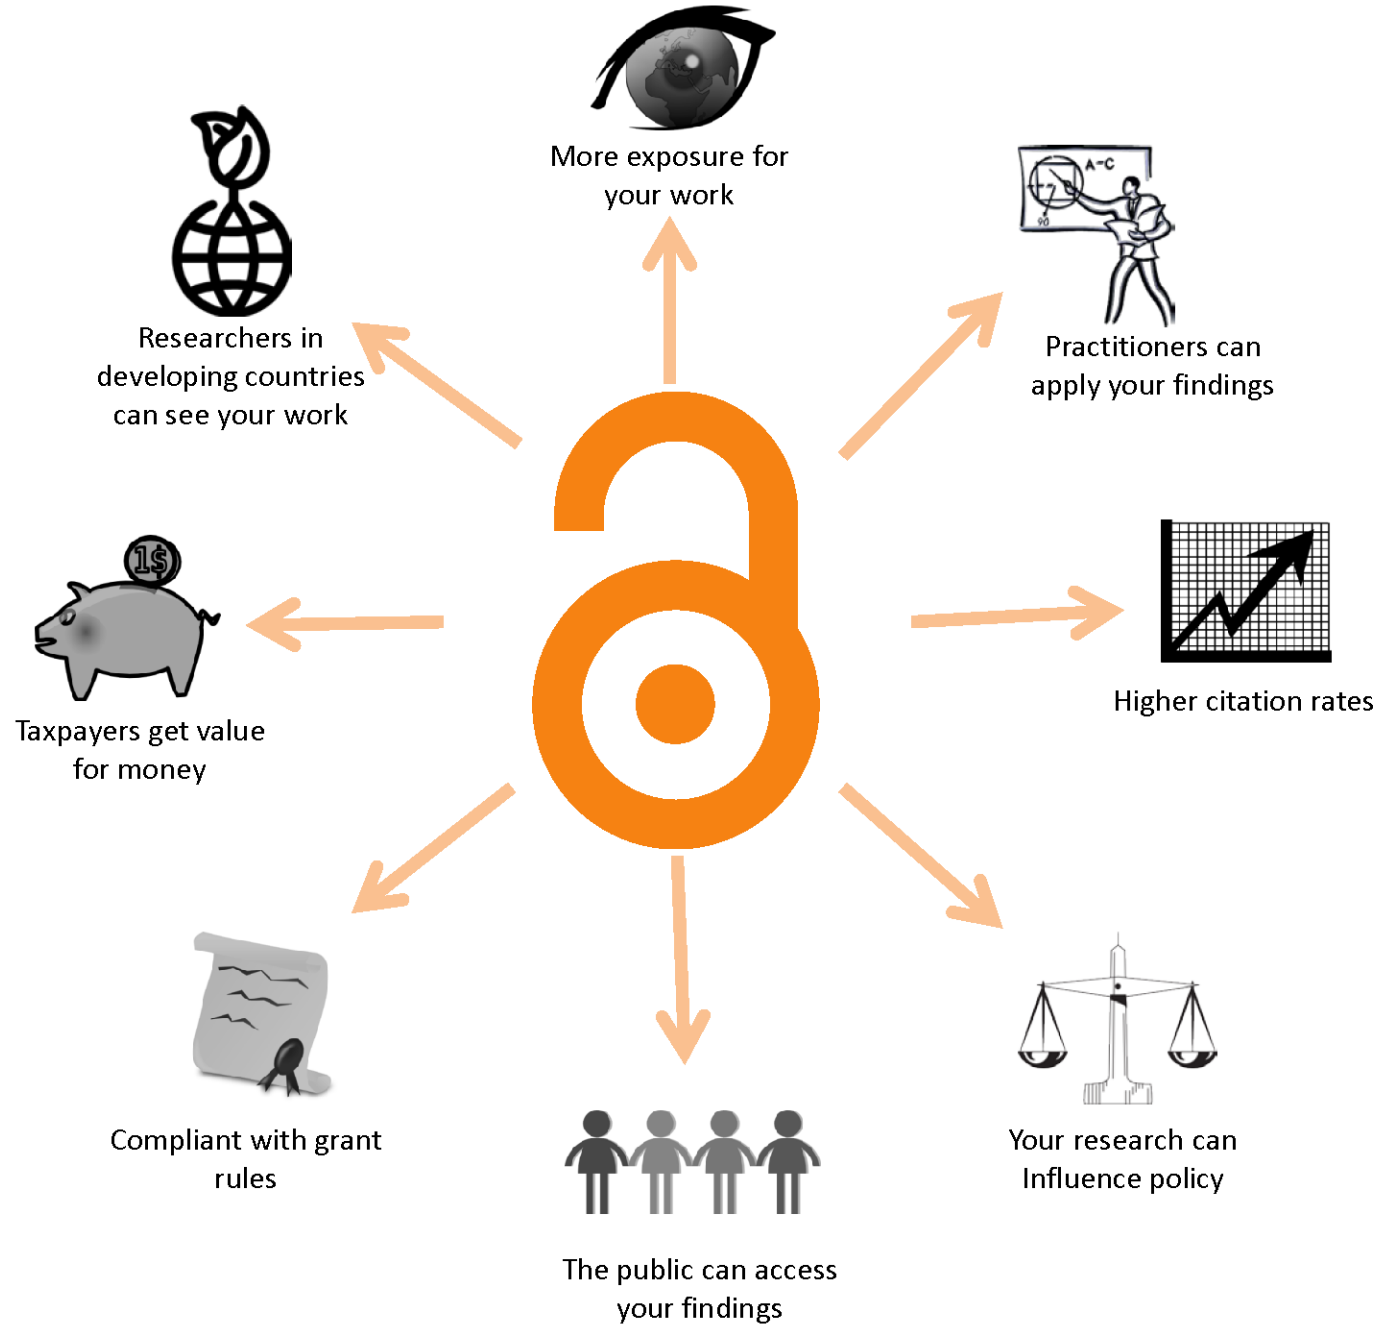 More exposure for
your work
A-C
90
Practitioners can
apply your findings
Researchers in
developing countries
can see your work
1$
Higher citation rates
Taxpayers get value
for money
Compliant with grant
rules
Your research can
Influence policy
The public can access
your findings